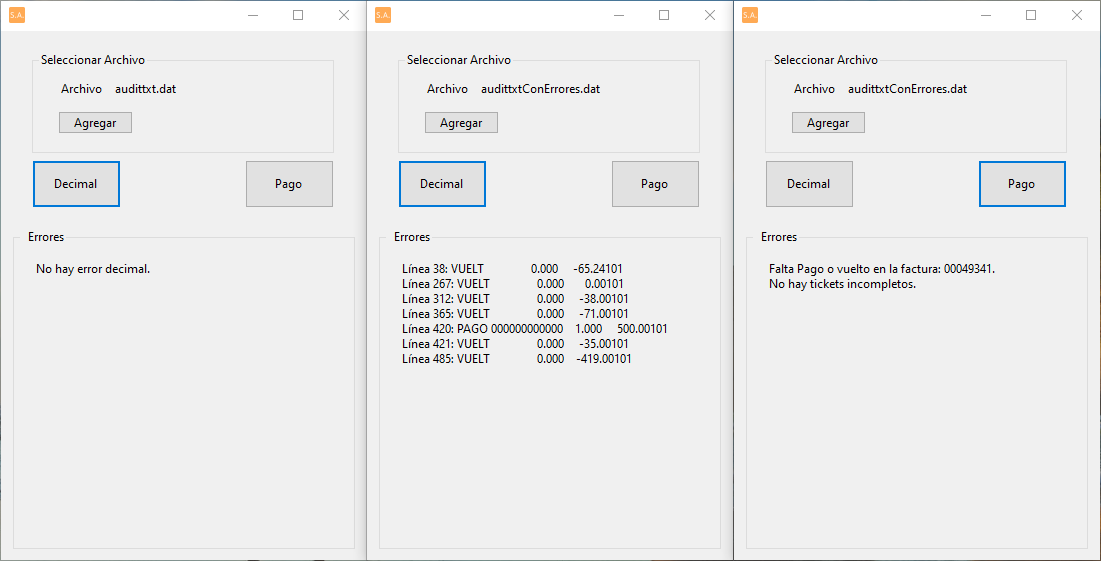 S.A.
Seleccionar Archivo
Archivo audittxt.dat
Agregar
Decimal Pago
Errores
No hay error decimal.
S.A.
Seleccionar Archivo
Archivo audittxtConErrores.dat
Agregar
Decimal Pago
Errores
Línea 38: VUELT 0.000 -65.24101
Línea 267: VUELT 0.000 0.00101
Línea 312: VUELT 0.000 -38.00101
Línea 365: VUELT 0.000 -71.00101
Línea 420: PAGO 000000000000 1.000 500.00101
Línea 421: VUELT 0.000 -35.00101
Línea 485: VUELT 0.000 -419.00101
S.A.
Seleccionar Archivo
Archivo audittxtConErrores.dat
Agregar
Decimal Pago
Errores
Falta Pago o vuelto en la factura: 00049341.
No hay tickets incompletos.